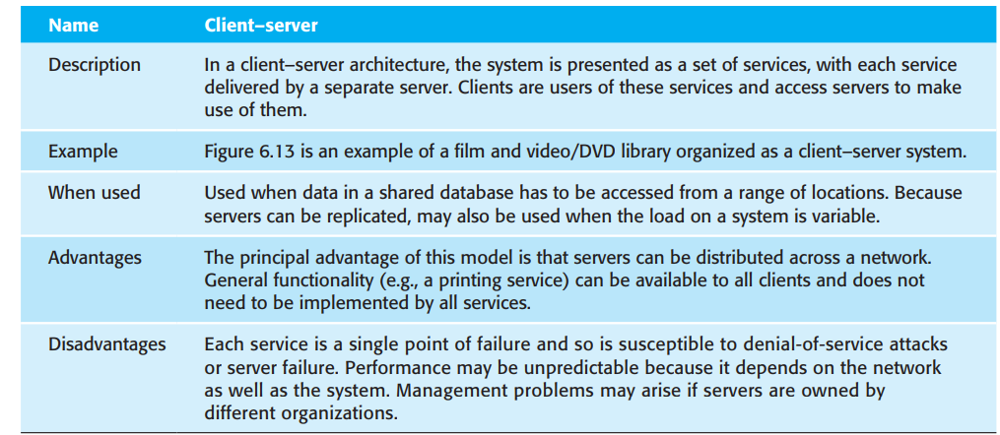 Name Client–server
Description In a client–server architecture, the system is presented as a set of services, with each service
delivered by a separate server. Clients are users of these services and access servers to make
use of them.
Example Figure 6.13 is an example of a film and video/DVD library organized as a client–server system.
When used Used when data in a shared database has to be accessed from a range of locations. Because
servers can be replicated, may also be used when the load on a system is variable.
Advantages The principal advantage of this model is that servers can be distributed across a network.
General functionality (e.g., a printing service) can be available to all clients and does not
need to be implemented by all services.
Disadvantages Each service is a single point of failure and so is susceptible to denial-of-service attacks
or server failure. Performance may be unpredictable because it depends on the network
as well as the system. Management problems may arise if servers are owned by
different organizations.